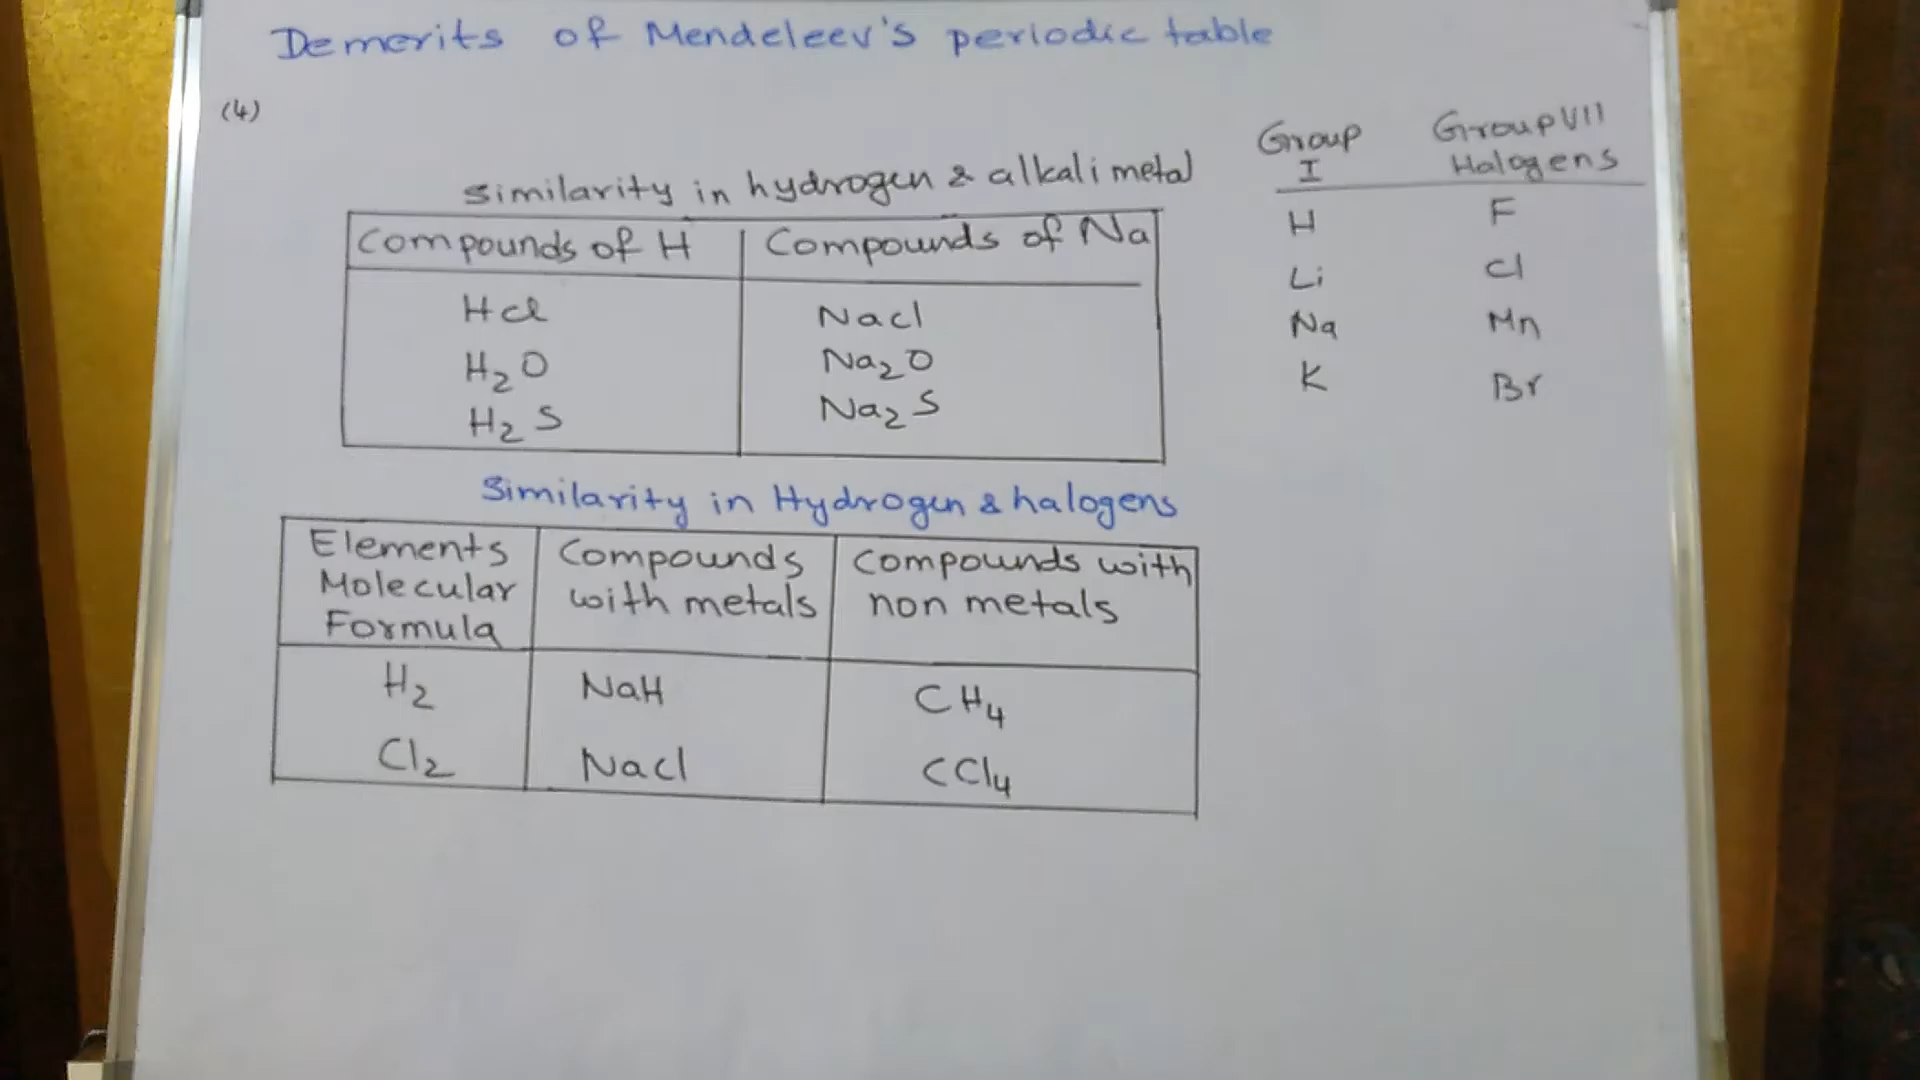 Demerits of Mendeleev's periodic table
(4)
Similarity in hydrogen & alkali metal
Compounds of H Compounds of Na
HCl NaCl
H2O Na2O
H2S Na2S
Group I Group VII Halogens
H F
Li Cl
Na Mn
K Br
Similarity in Hydrogen & halogens
Elements Molecular Formula Compounds with metals Compounds with non metals
H2 NaH CH4
Cl2 NaCl CCl4